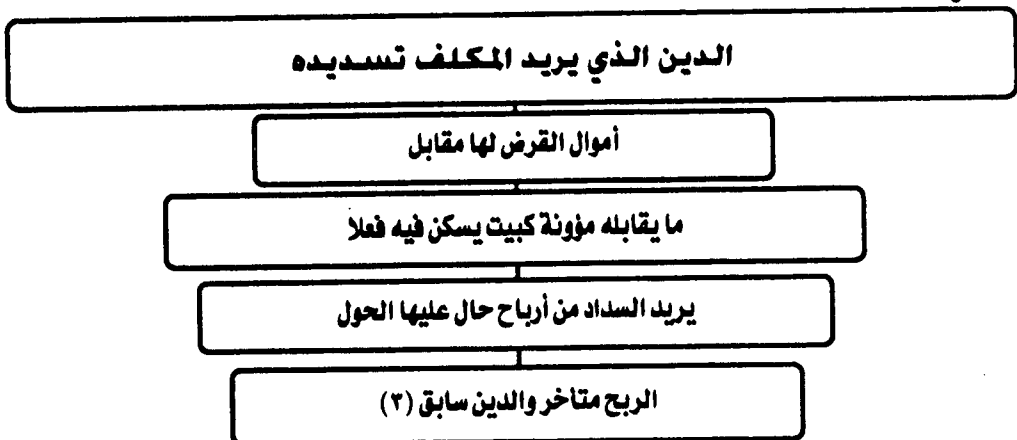 الدين الذي يريد المكلف تسديده
أموال القرض لها مقابل
ما يقابله مؤونة كبيت يسكن فيه فعلا
يريد السداد من أرباح حال عليها الحول
الربح متأخر والدين سابق (٣)